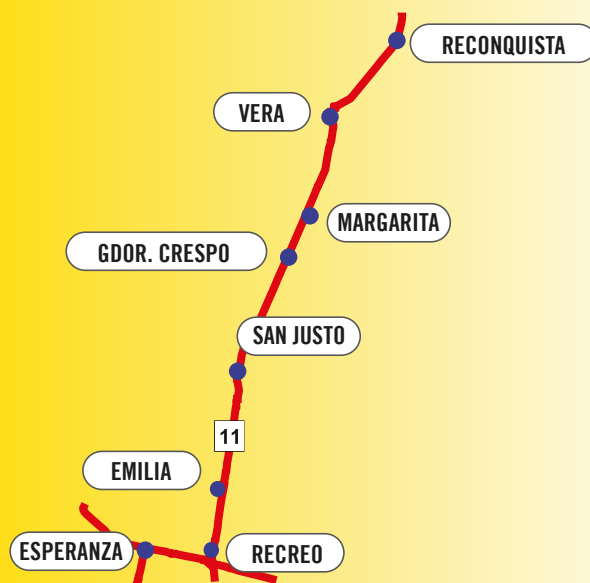 RECONQUISTA
VERA
MARGARITA
GDOR. CRESPO
SAN JUSTO
11
EMILIA
ESPERANZA
RECREO